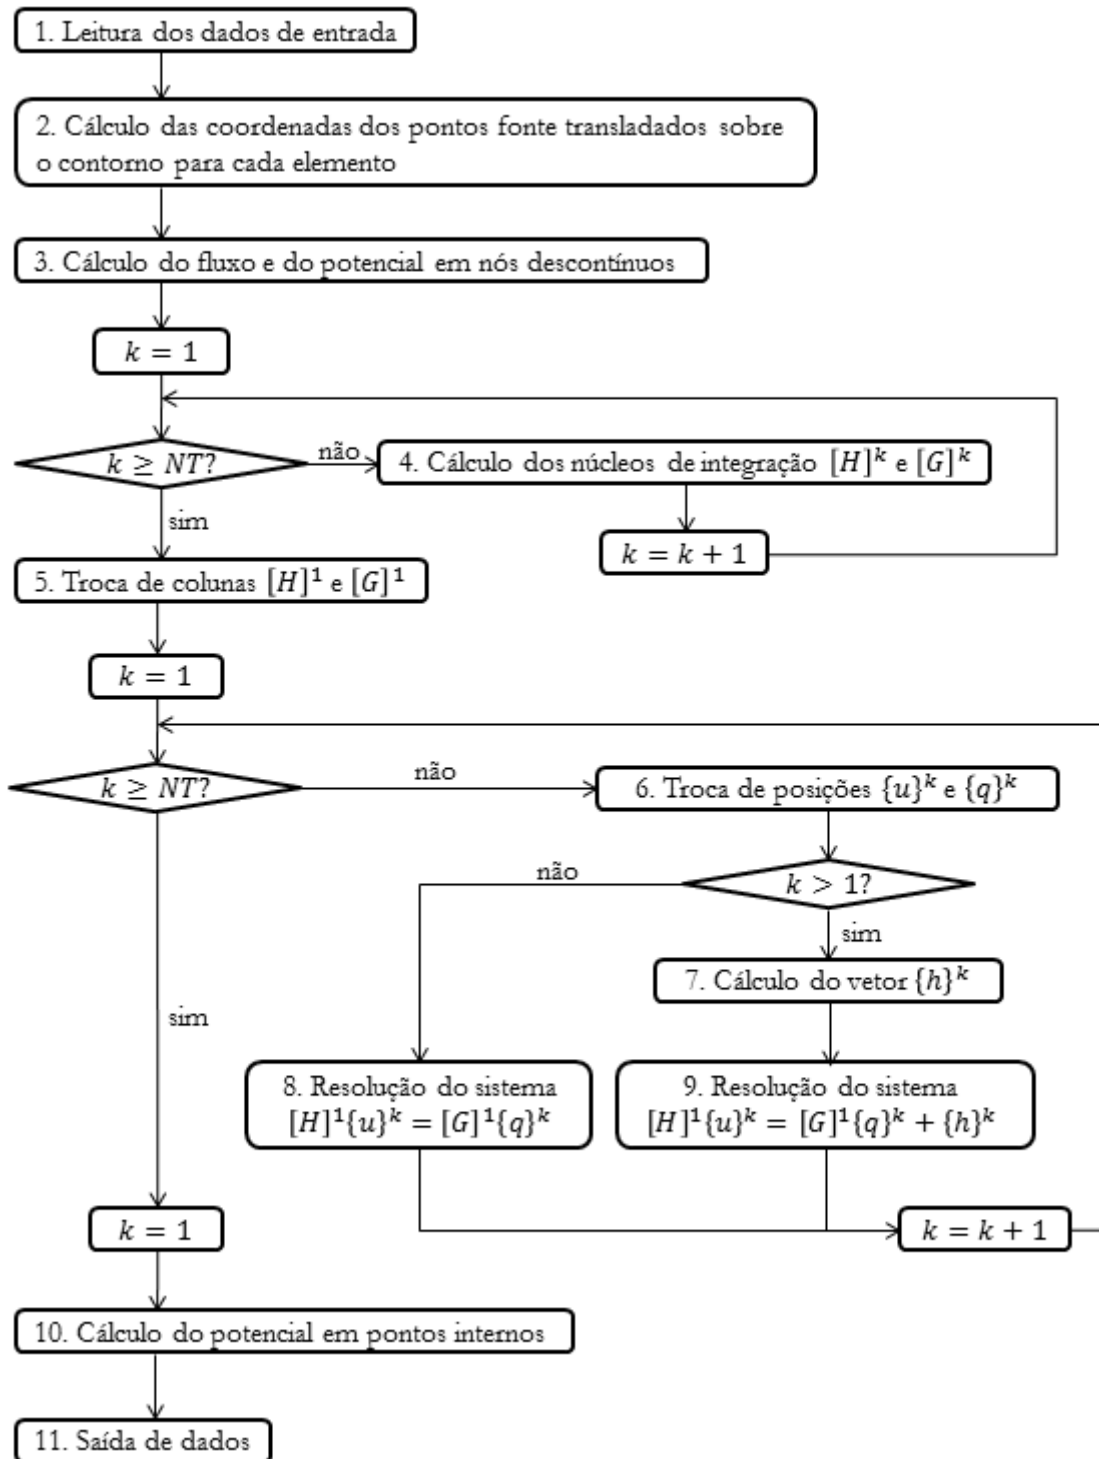 1. Leitura dos dados de entrada
2. Cálculo das coordenadas dos pontos fonte transladados sobre
o contorno para cada elemento
3. Cálculo do fluxo e do potencial em nós descontínuos
k = 1
k ≥ NT?
não
4. Cálculo dos núcleos de integração [H]ᵏ e [G]ᵏ
sim
k = k + 1
5. Troca de colunas [H]¹ e [G]¹
k = 1
k ≥ NT?
não
6. Troca de posições {u}ᵏ e {q}ᵏ
não
k > 1?
sim
7. Cálculo do vetor {h}ᵏ
sim
8. Resolução do sistema
[H]¹{u}ᵏ = [G]¹{q}ᵏ
9. Resolução do sistema
[H]¹{u}ᵏ = [G]¹{q}ᵏ + {h}ᵏ
k = 1
k = k + 1
10. Cálculo do potencial em pontos internos
11. Saída de dados